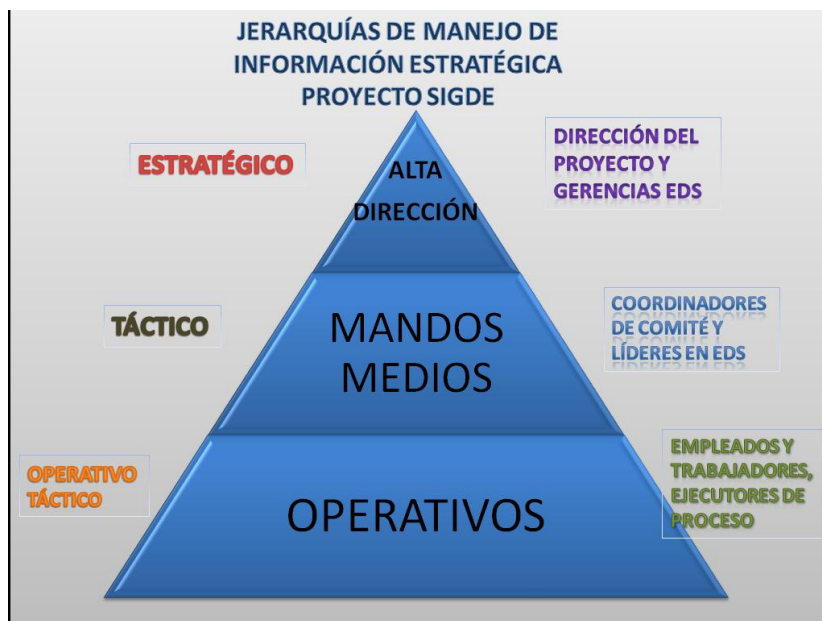 JERARQUÍAS DE MANEJO DE
INFORMACIÓN ESTRATÉGICA
PROYECTO SIGDE
ESTRATÉGICO
ALTA
DIRECCIÓN
DIRECCIÓN DEL
PROYECTO Y
GERENCIAS EDS
TÁCTICO
MANDOS
MEDIOS
COORDINADORES
DE COMITÉ Y
LÍDERES EN EDS
OPERATIVO
TÁCTICO
OPERATIVOS
EMPLEADOS Y
TRABAJADORES,
EJECUTORES DE
PROCESO